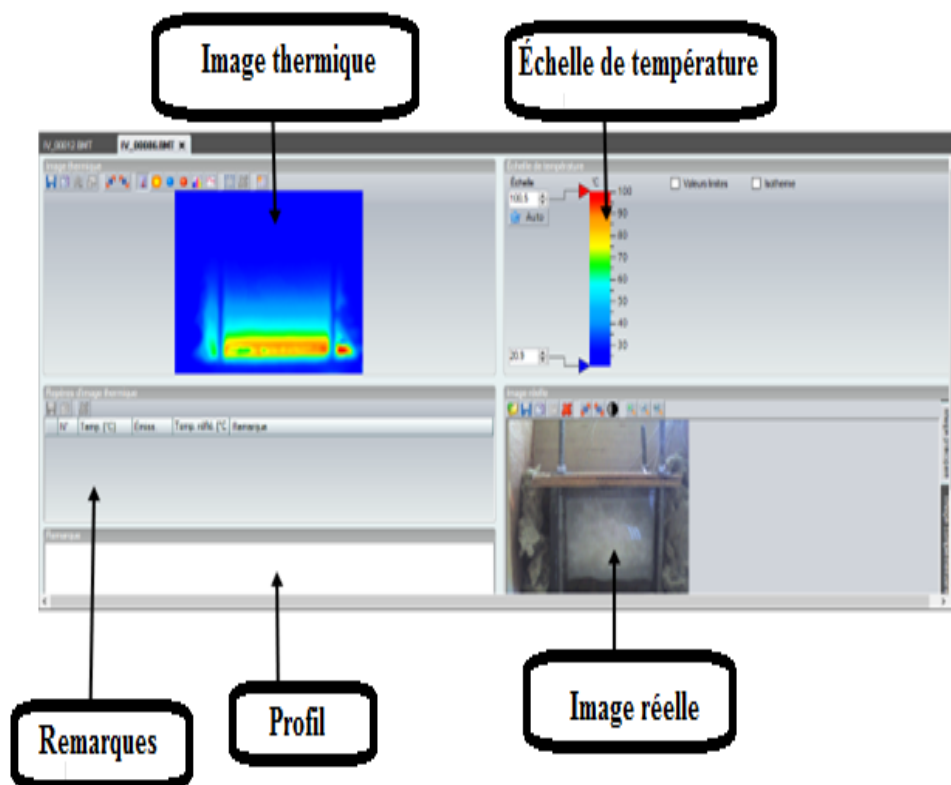 Image thermique
Échelle de température
IV_00012.BMT
IV_00086.BMT
Image thermique
Échelle de température
Échelle
°C
Valeurs limites
Isotherme
100.5
100
Auto
90
80
70
60
50
40
20.9
30
Repères d'image thermique
Image réelle
N° Temp. [°C] Émiss. Temp. réfl. [°C Remarque
Remarque
Remarques
Profil
Image réelle